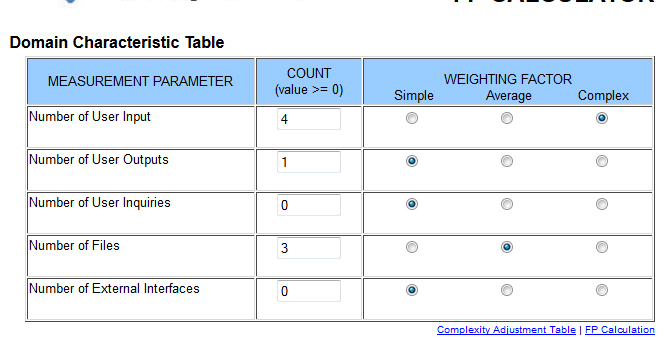 FP CALCULATOR
Domain Characteristic Table
MEASUREMENT PARAMETER
COUNT
(value >= 0)
WEIGHTING FACTOR
Simple Average Complex
Number of User Input 4
Number of User Outputs 1
Number of User Inquiries 0
Number of Files 3
Number of External Interfaces 0
Complexity Adjustment Table | FP Calculation